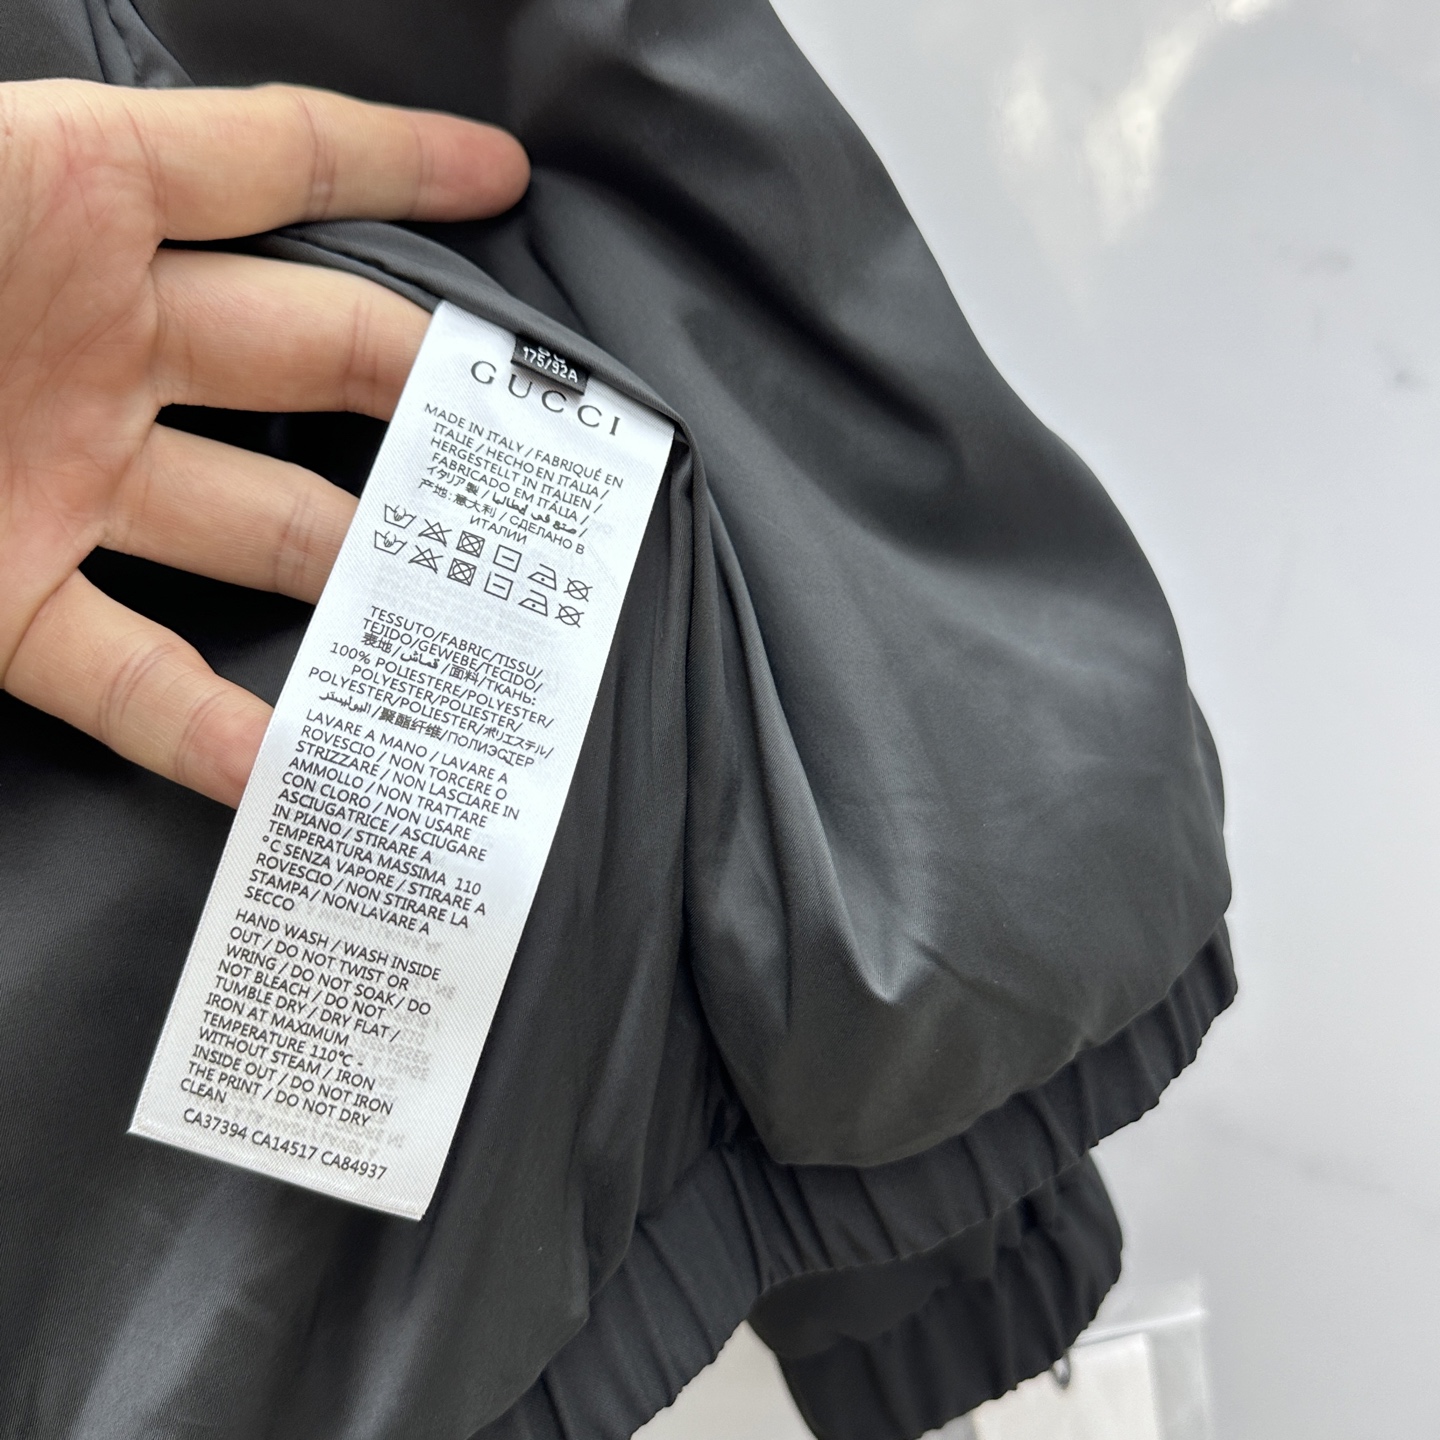 175/92A
GUCCI
MADE IN ITALY / FABRIQUÉ EN
ITALIE / HECHO EN ITALIA /
HERGESTELLT IN ITALIEN /
FABRICADO EM ITÁLIA /
イタリア製 / صنع في إيطاليا /
产地: 意大利 / СДЕЛАНО В
ИТАЛИИ
TESSUTO/FABRIC/TISSU/
TEJIDO/GEWEBE/TECIDO/
表地/قماش/面料/ТКАНЬ:
100% POLIESTERE/POLYESTER/
POLYESTER/POLYESTER/
POLYESTER/POLIESTER/ポリエステル/
البوليستر/聚酯纤维/ПОЛИЭСТЕР
LAVARE A MANO / LAVARE A
ROVESCIO / NON TORCERE O
STRIZZARE / NON LASCIARE IN
AMMOLLO / NON TRATTARE
CON CLORO / NON USARE
ASCIUGATRICE / ASCIUGARE
IN PIANO / STIRARE A
TEMPERATURA MASSIMA 110
°C SENZA VAPORE / STIRARE A
ROVESCIO / NON STIRARE LA
STAMPA / NON LAVARE A
SECCO
HAND WASH / WASH INSIDE
OUT / DO NOT TWIST OR
WRING / DO NOT SOAK / DO
NOT BLEACH / DO NOT
TUMBLE DRY / DRY FLAT /
IRON AT MAXIMUM
TEMPERATURE 110℃ -
WITHOUT STEAM / IRON
INSIDE OUT / DO NOT IRON
THE PRINT / DO NOT DRY
CLEAN
CA37394 CA14517 CA84937